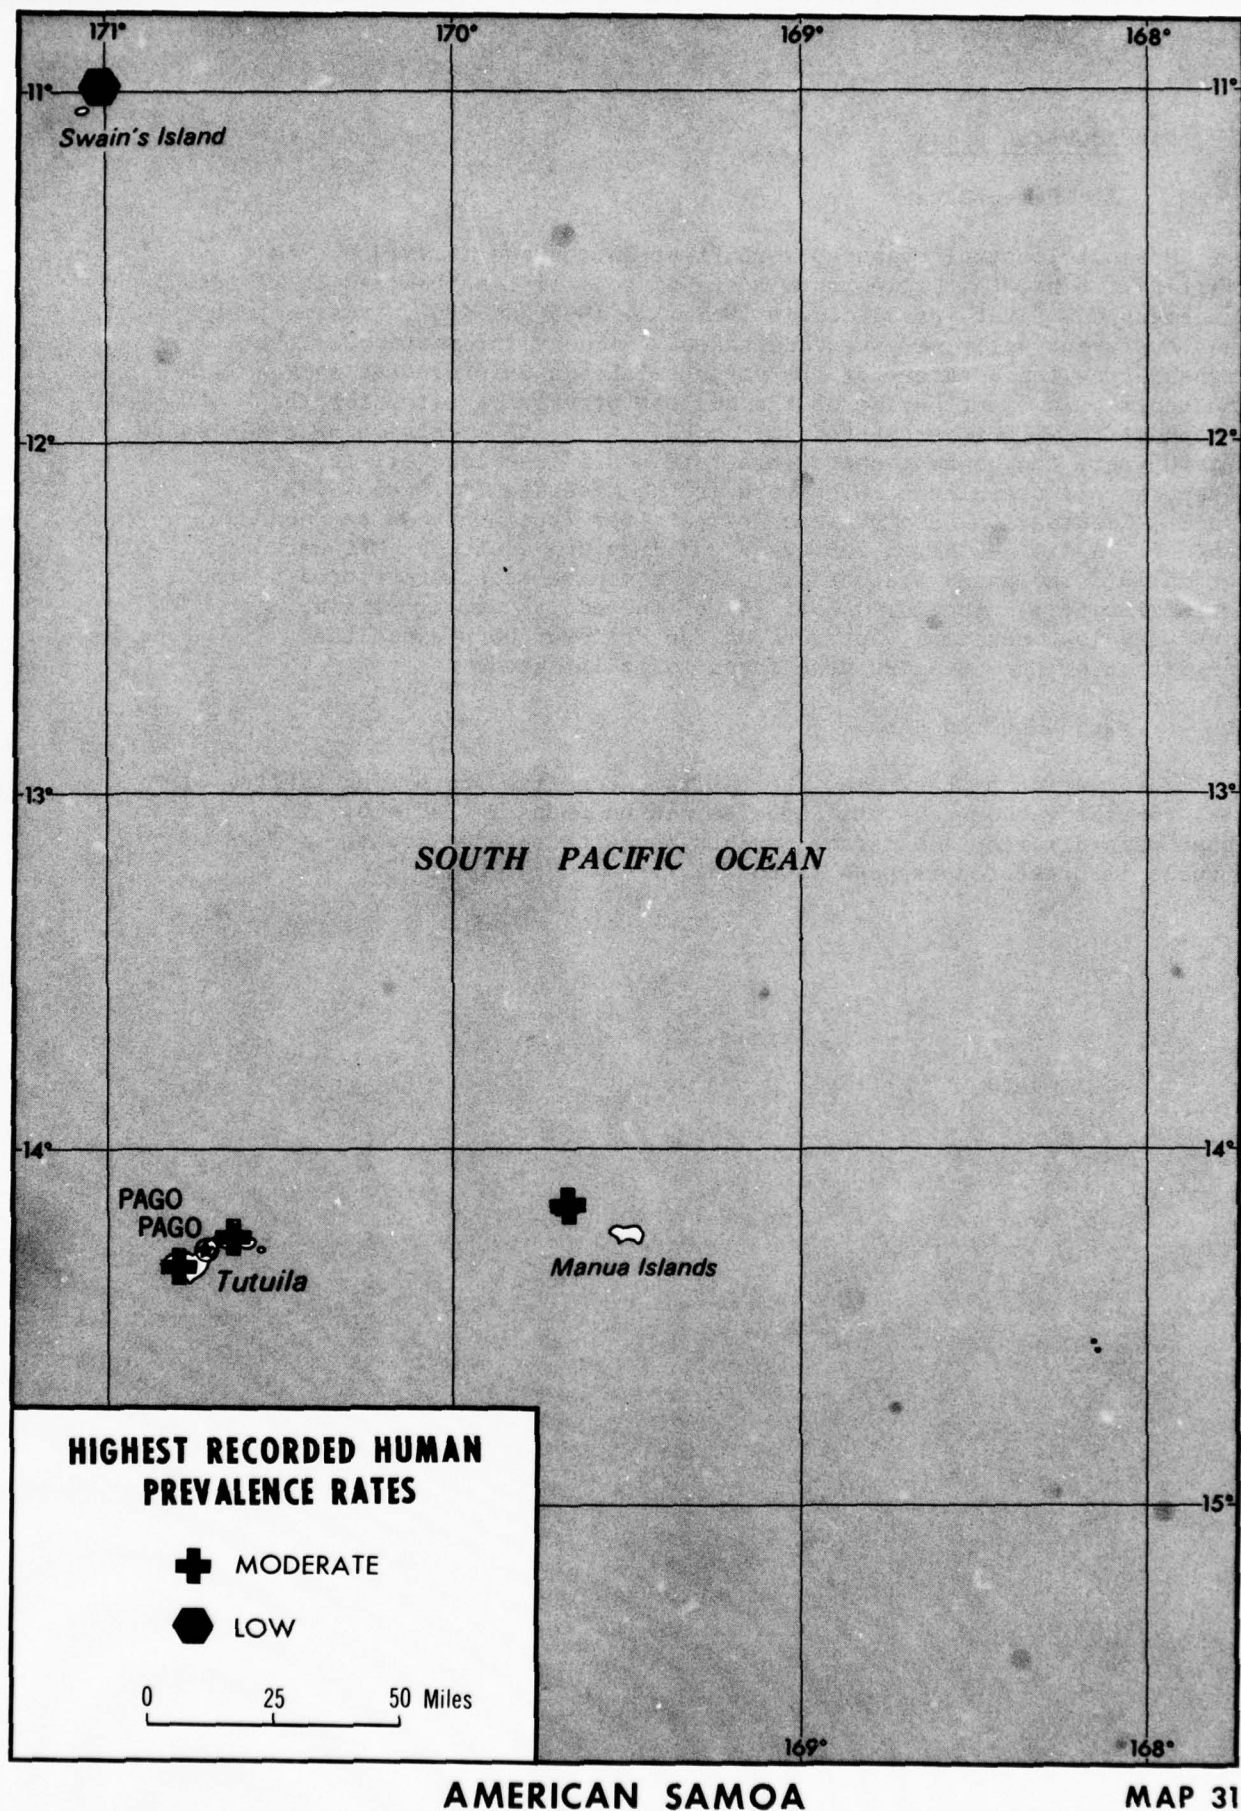 171° 170° 169° 168°
11° 11°
Swain's Island
12° 12°
13° 13°
SOUTH PACIFIC OCEAN
14° 14°
PAGO
PAGO
Tutuila
Manua Islands
HIGHEST RECORDED HUMAN
PREVALENCE RATES
MODERATE
LOW
0 25 50 Miles
15°
169° 168°
AMERICAN SAMOA
MAP 31